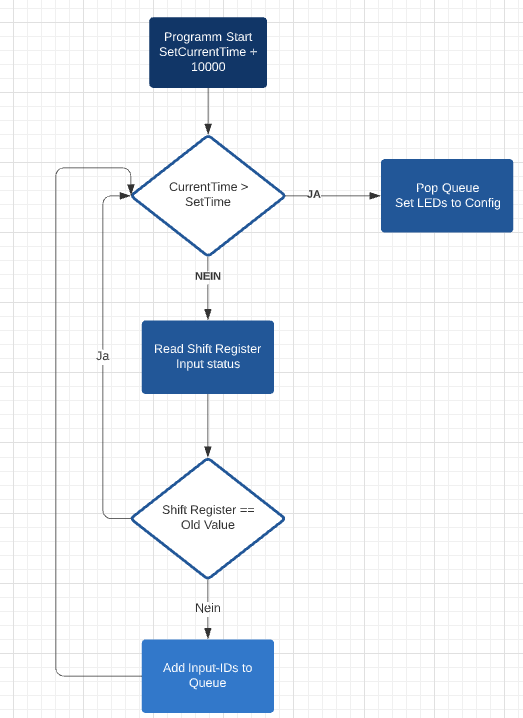 Programm Start
SetCurrentTime +
10000
CurrentTime >
SetTime
JA
Pop Queue
Set LEDs to Config
NEIN
Read Shift Register
Input status
Ja
Shift Register ==
Old Value
Nein
Add Input-IDs to
Queue